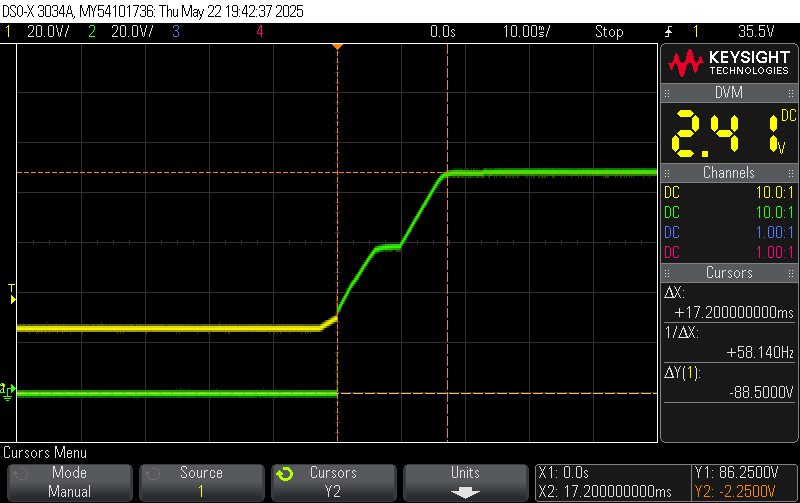 DSO-X 3034A, MY54101736: Thu May 22 19:42:37 2025
1 20.0V/ 2 20.0V/ 3 4 0.0s 10.00ms/ Stop 1 35.5V
KEYSIGHT
TECHNOLOGIES
DVM
2.41 DC
V
Channels
DC 10.0:1
DC 10.0:1
DC 1.00:1
DC 1.00:1
Cursors
ΔX:
+17.200000000ms
1/ΔX:
+58.140Hz
ΔY(1):
-88.5000V
T
Cursors Menu
Mode
Manual
Source
1
Cursors
Y2
Units
X1: 0.0s
X2: 17.200000000ms
Y1: 86.2500V
Y2: -2.2500V